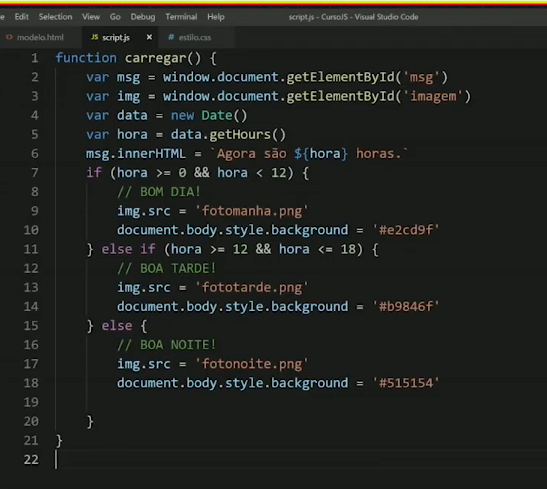 e Edit Selection View Go Debug Terminal Help script.js - CursoJS - Visual Studio Code
<> modelo.html JS script.js × # estilo.css
1 function carregar() {
2     var msg = window.document.getElementById('msg')
3     var img = window.document.getElementById('imagem')
4     var data = new Date()
5     var hora = data.getHours()
6     msg.innerHTML = `Agora são ${hora} horas.`
7     if (hora >= 0 && hora < 12) {
8         // BOM DIA!
9         img.src = 'fotomanha.png'
10         document.body.style.background = '#e2cd9f'
11     } else if (hora >= 12 && hora <= 18) {
12         // BOA TARDE!
13         img.src = 'fototarde.png'
14         document.body.style.background = '#b9846f'
15     } else {
16         // BOA NOITE!
17         img.src = 'fotonoite.png'
18         document.body.style.background = '#515154'
19
20     }
21 }
22